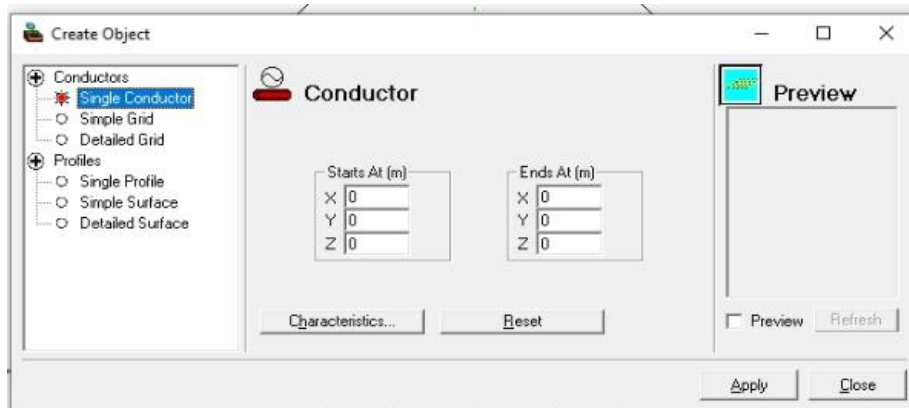 Create Object
Conductors
Single Conductor
Simple Grid
Detailed Grid
Profiles
Single Profile
Simple Surface
Detailed Surface
Conductor
Starts At (m)
X 0
Y 0
Z 0
Ends At (m)
X 0
Y 0
Z 0
Characteristics...
Reset
Preview
Preview
Refresh
Apply
Close